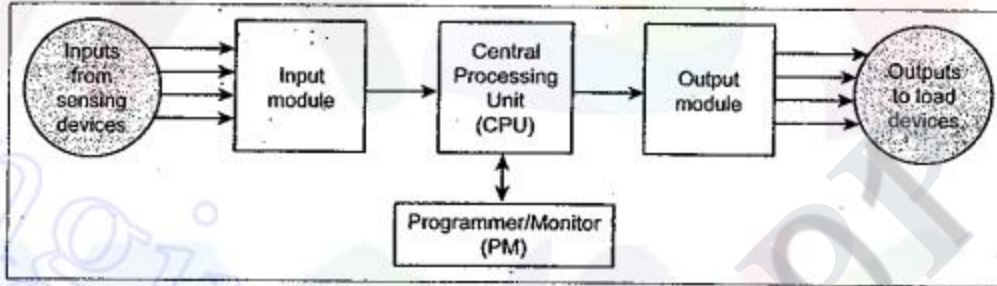 Inputs
from
sensing
devices
Input
module
Central
Processing
Unit
(CPU)
Output
module
Outputs
to load
devices
Programmer/Monitor
(PM)